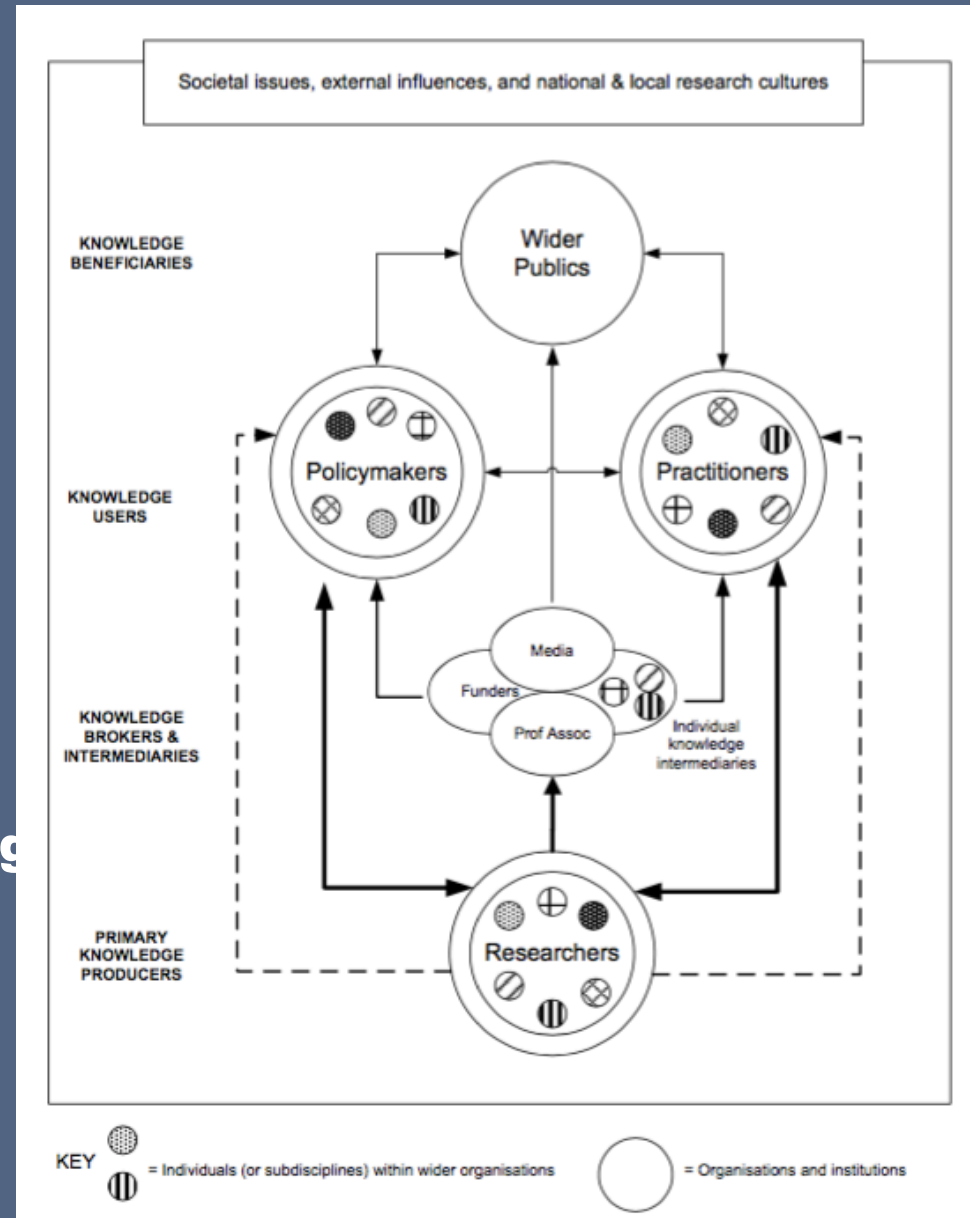 Societal issues, external influences, and national & local research cultures
KNOWLEDGE
BENEFICIARIES
Wider
Publics
Policymakers
Practitioners
KNOWLEDGE
USERS
Media
Funders
Prof Assoc
Individual
knowledge
intermediaries
KNOWLEDGE
BROKERS &
INTERMEDIARIES
g
PRIMARY
KNOWLEDGE
PRODUCERS
Researchers
KEY
= Individuals (or subdisciplines) within wider organisations
= Organisations and institutions